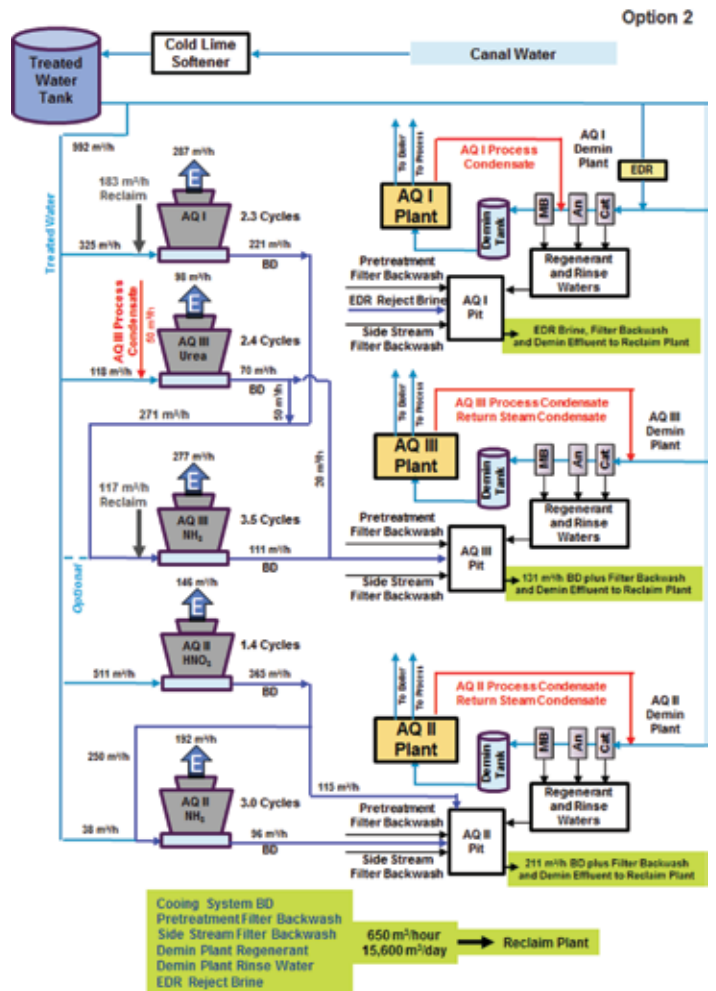 Option 2
Treated
Water
Tank
Cold Lime
Softener
Canal Water
992 m³/h
Treated Water
287 m³/h
E
183 m³/h
Reclaim
AQ I
2.3 Cycles
325 m³/h
221 m³/h
BD
98 m³/h
E
AQ III Process
Condensate
50 m³/h
AQ III
Urea
2.4 Cycles
118 m³/h
70 m³/h
BD
50 m³/h
271 m³/h
20 m³/h
277 m³/h
E
117 m³/h
Reclaim
AQ III
NH₃
3.5 Cycles
111 m³/h
BD
Optional
146 m³/h
E
AQ II
HNO₃
1.4 Cycles
511 m³/h
365 m³/h
BD
250 m³/h
192 m³/h
E
115 m³/h
AQ II
NH₃
3.0 Cycles
38 m³/h
96 m³/h
BD
To Boiler
To Process
AQ I Process
Condensate
AQ I
Demin
Plant
EDR
AQ I
Plant
Demin
Tank
MB
An
Cat
Regenerant
and Rinse
Waters
Pretreatment
Filter Backwash
EDR Reject Brine
Side Stream
Filter Backwash
AQ I
Pit
EDR Brine, Filter Backwash
and Demin Effluent to Reclaim Plant
To Boiler
To Process
AQ III Process Condensate
Return Steam Condensate
AQ III
Demin
Plant
AQ III
Plant
Demin
Tank
MB
An
Cat
Regenerant
and Rinse
Waters
Pretreatment
Filter Backwash
Side Stream
Filter Backwash
AQ III
Pit
131 m³/h BD plus Filter Backwash
and Demin Effluent to Reclaim Plant
To Boiler
To Process
AQ II Process Condensate
Return Steam Condensate
AQ II
Demin
Plant
AQ II
Plant
Demin
Tank
MB
An
Cat
Regenerant
and Rinse
Waters
Pretreatment
Filter Backwash
Side Stream
Filter Backwash
AQ II
Pit
211 m³/h BD plus Filter Backwash
and Demin Effluent to Reclaim Plant
Cooing System BD
Pretreatment Filter Backwash
Side Stream Filter Backwash
Demin Plant Regenerant
Demin Plant Rinse Water
EDR Reject Brine
650 m³/hour
15,600 m³/day
Reclaim Plant